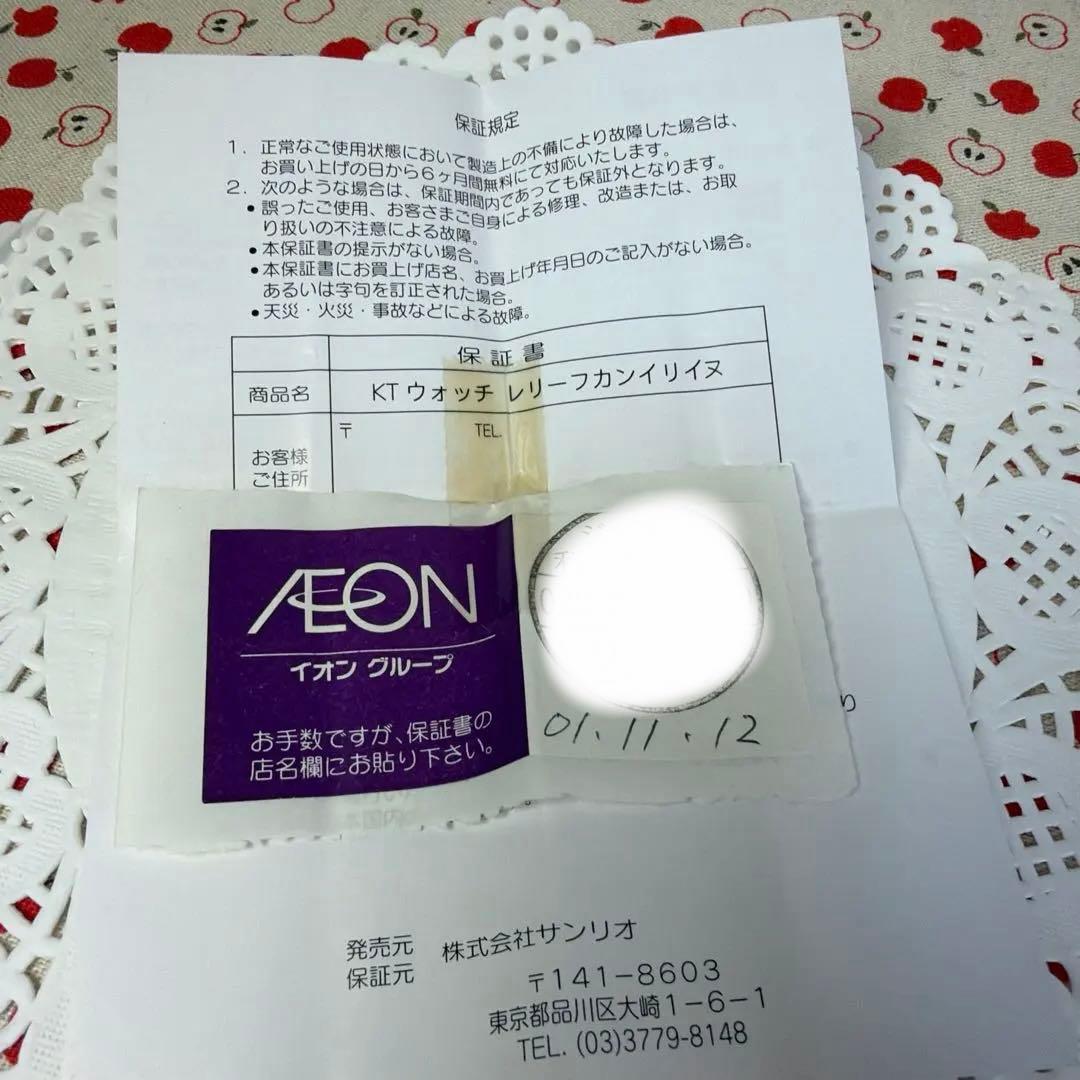 保証規定
1. 正常なご使用状態において製造上の不備により故障した場合は、
お買い上げの日から6ヶ月間無料にて対応いたします。
2. 次のような場合は、保証期間内であっても保証外となります。
•誤ったご使用、お客さまご自身による修理、改造または、お取
り扱いの不注意による故障。
•本保証書の提示がない場合。
•本保証書にお買上げ店名、お買上げ年月日のご記入がない場合。
あるいは字句を訂正された場合。
•天災・火災・事故などによる故障。
保証書
商品名 KTウォッチ レリーフカンイリイヌ
お客様 〒 TEL.
ご住所
ÆON
イオン グループ
お手数ですが、保証書の
店名欄にお貼り下さい。
01.11.12
り
発売元 株式会社サンリオ
保証元 〒141-8603
東京都品川区大崎1-6-1
TEL. (03)3779-8148